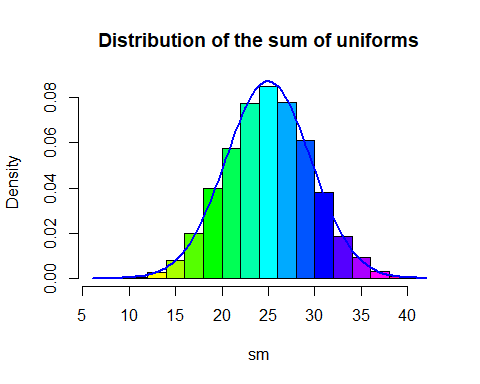 Distribution of the sum of uniforms
Density
0.00 0.02 0.04 0.06 0.08
5 10 15 20 25 30 35 40
sm